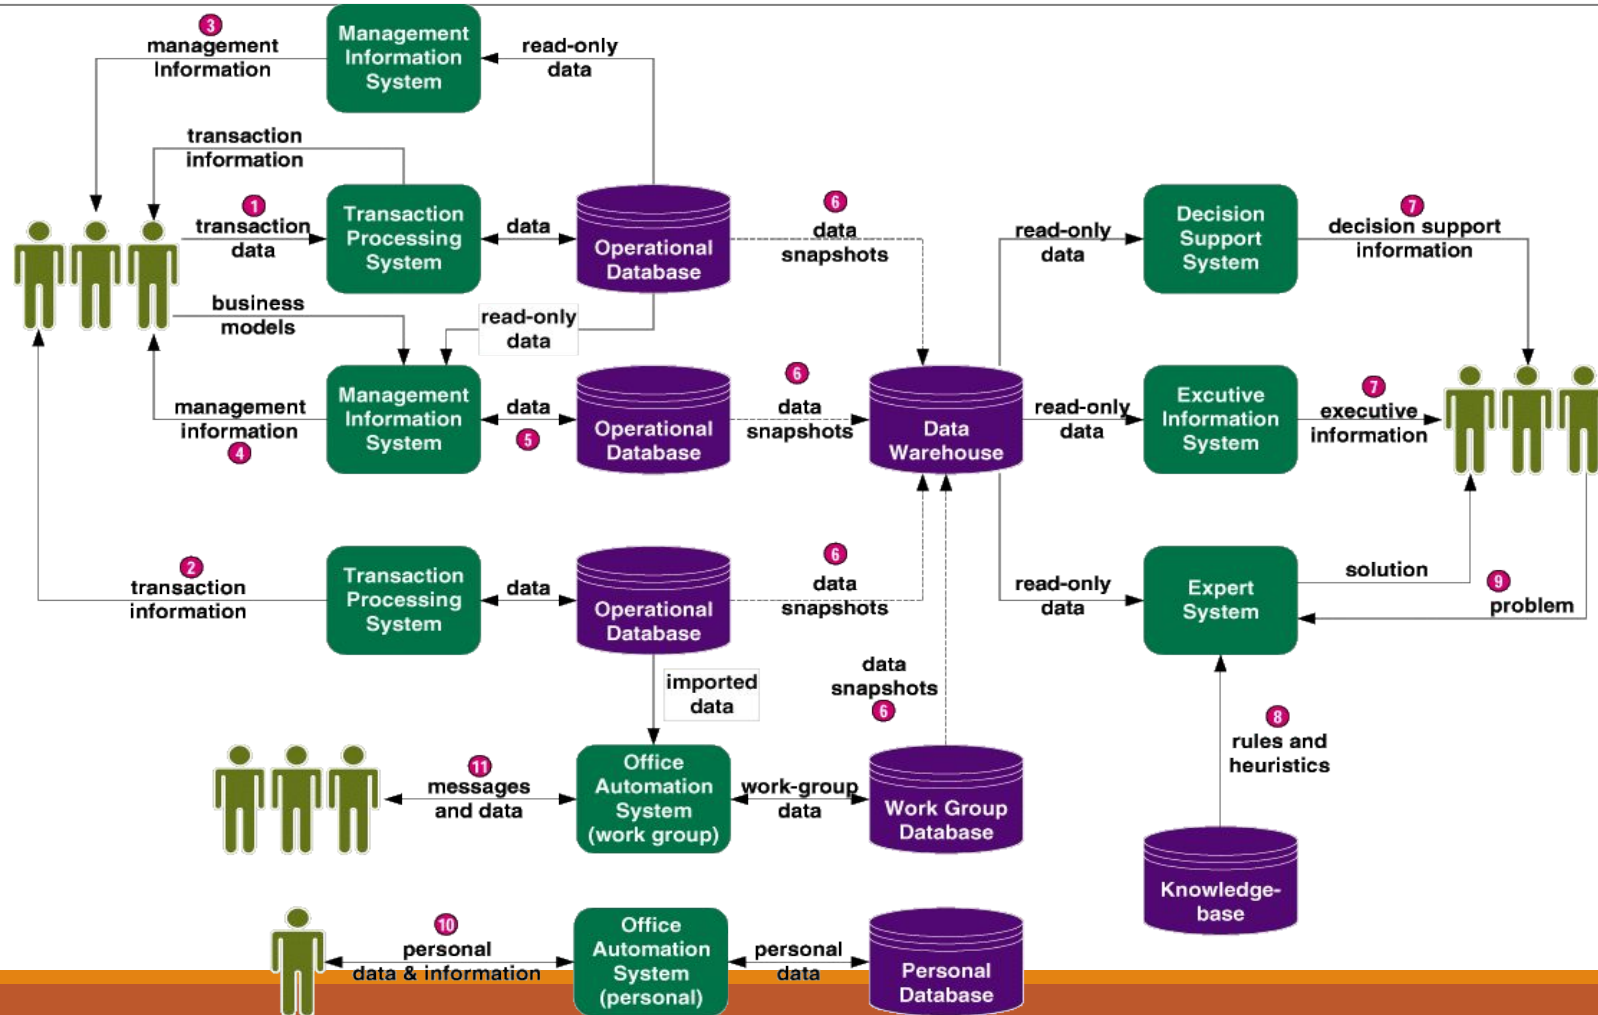 3
management
Information
Management
Information
System
read-only
data
transaction
information
1
transaction
data
Transaction
Processing
System
data
Operational
Database
6
data
snapshots
read-only
data
Decision
Support
System
7
decision support
information
business
models
read-only
data
management
information
4
Management
Information
System
data
5
Operational
Database
6
data
snapshots
Data
Warehouse
read-only
data
Excutive
Information
System
7
executive
information
2
transaction
information
Transaction
Processing
System
data
Operational
Database
6
data
snapshots
read-only
data
Expert
System
solution
9
problem
imported
data
data
snapshots
6
8
rules and
heuristics
11
messages
and data
Office
Automation
System
(work group)
work-group
data
Work Group
Database
Knowledge-
base
10
personal
data & information
Office
Automation
System
(personal)
personal
data
Personal
Database